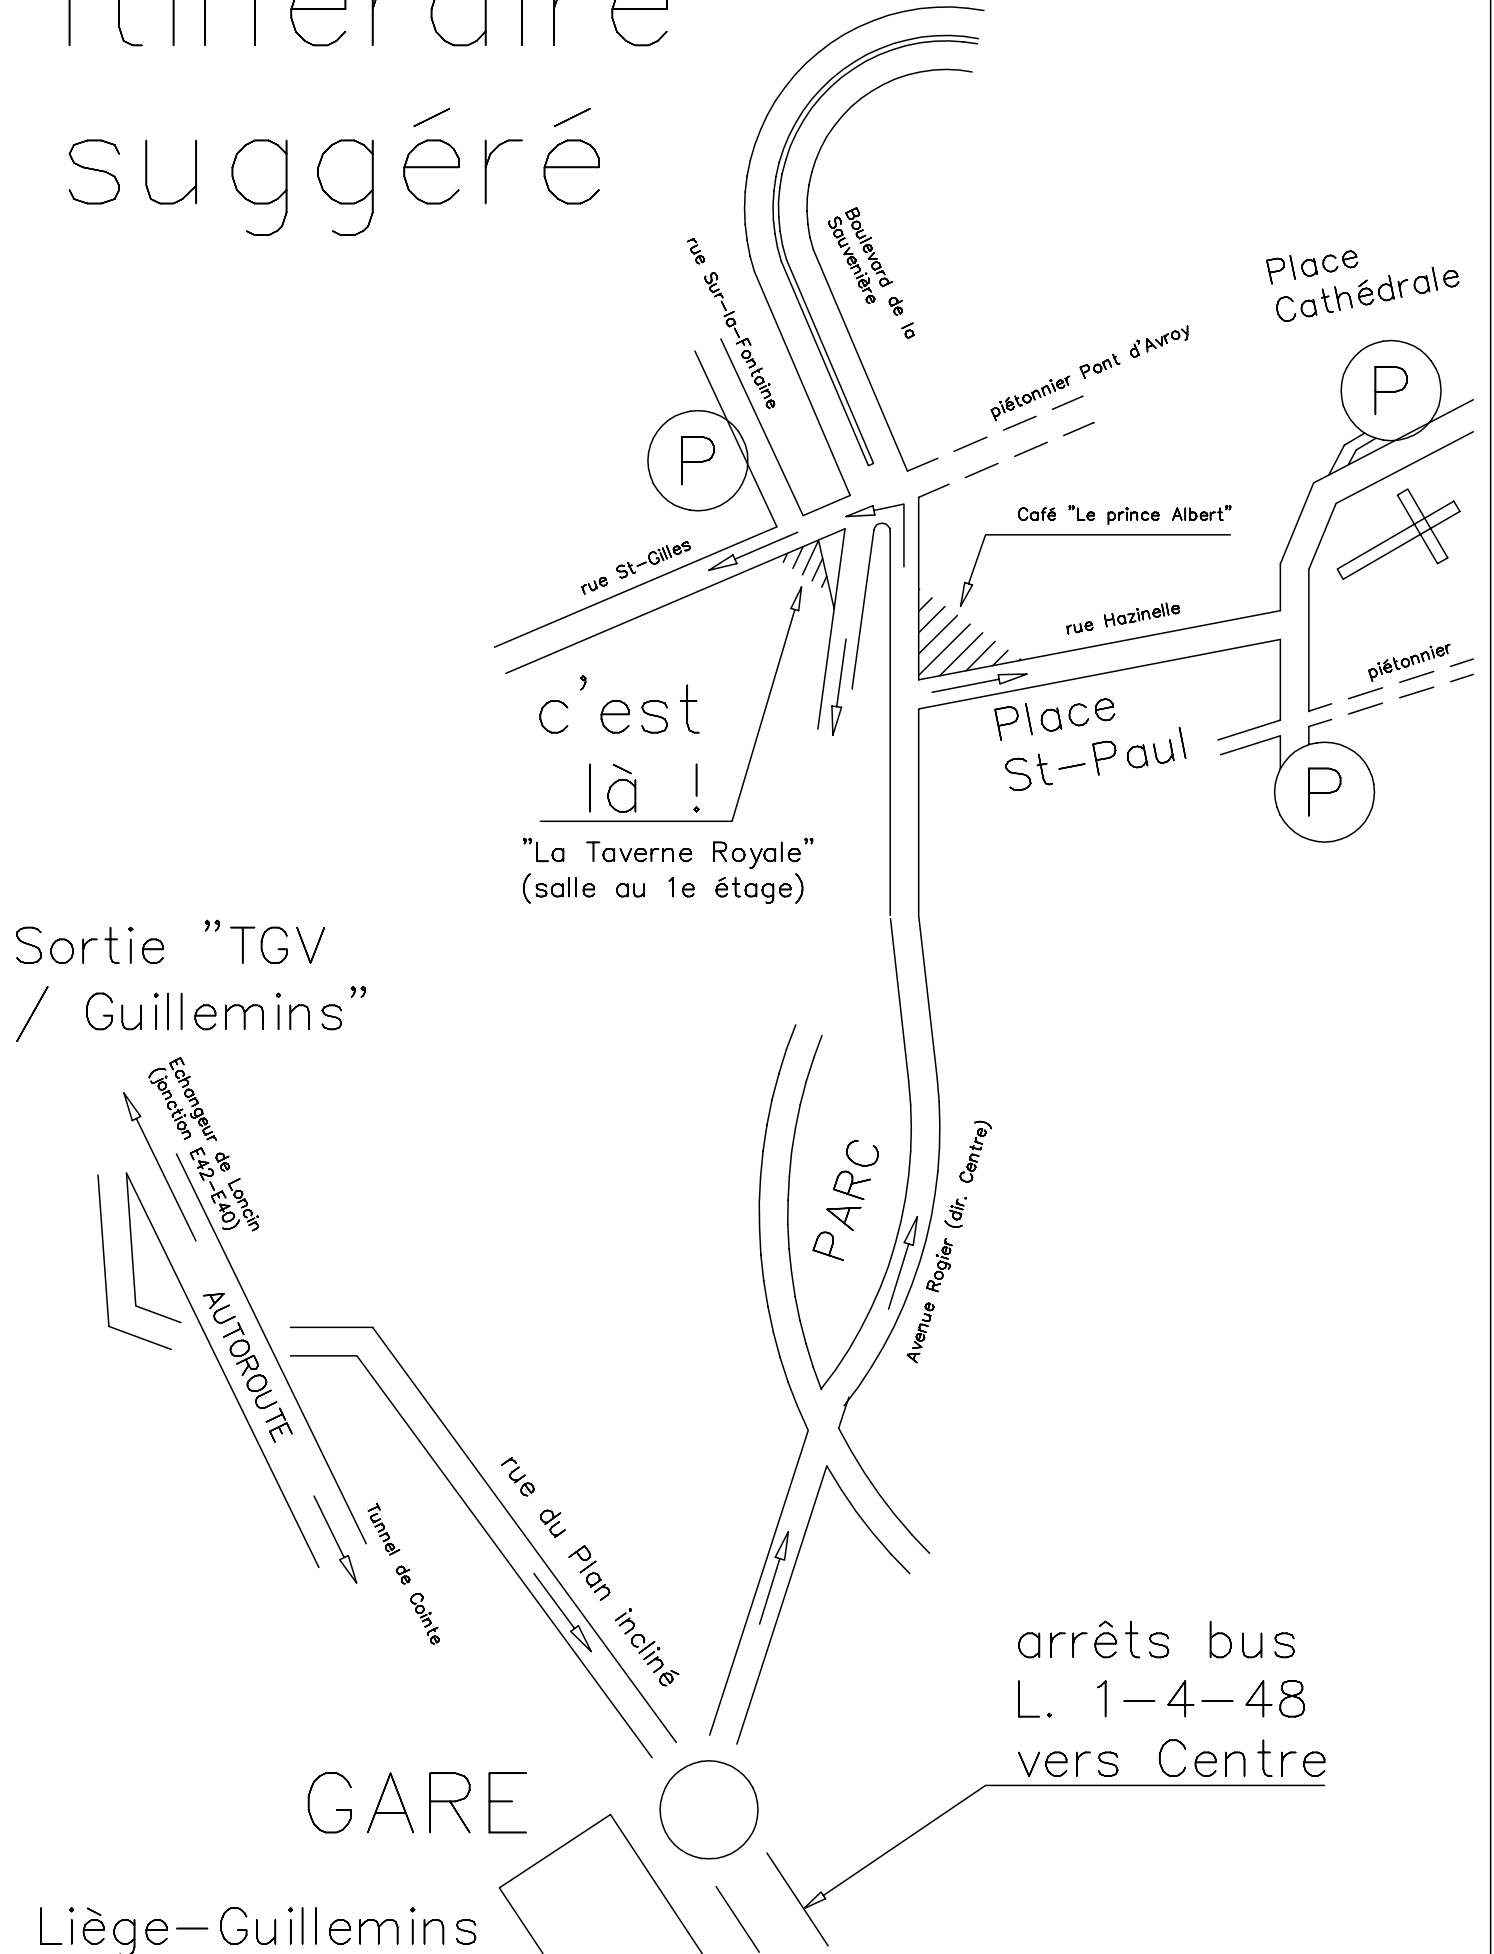 itinéraire
suggéré
Boulevard de la
Sauvenière
rue Sur-la-Fontaine
Place
Cathédrale
piétonnier Pont d'Avroy
P
P
Café "Le prince Albert"
rue St-Gilles
rue Hazinelle
piétonnier
c'est
là !
Place
St-Paul
P
"La Taverne Royale"
(salle au 1e étage)
Sortie "TGV
/ Guillemins"
Echangeur de Loncin
(jonction E42-E40)
PARC
Avenue Rogier (dir. Centre)
AUTOROUTE
rue du Plan incliné
Tunnel de Cointe
arrêts bus
L. 1-4-48
vers Centre
GARE
Liège-Guillemins